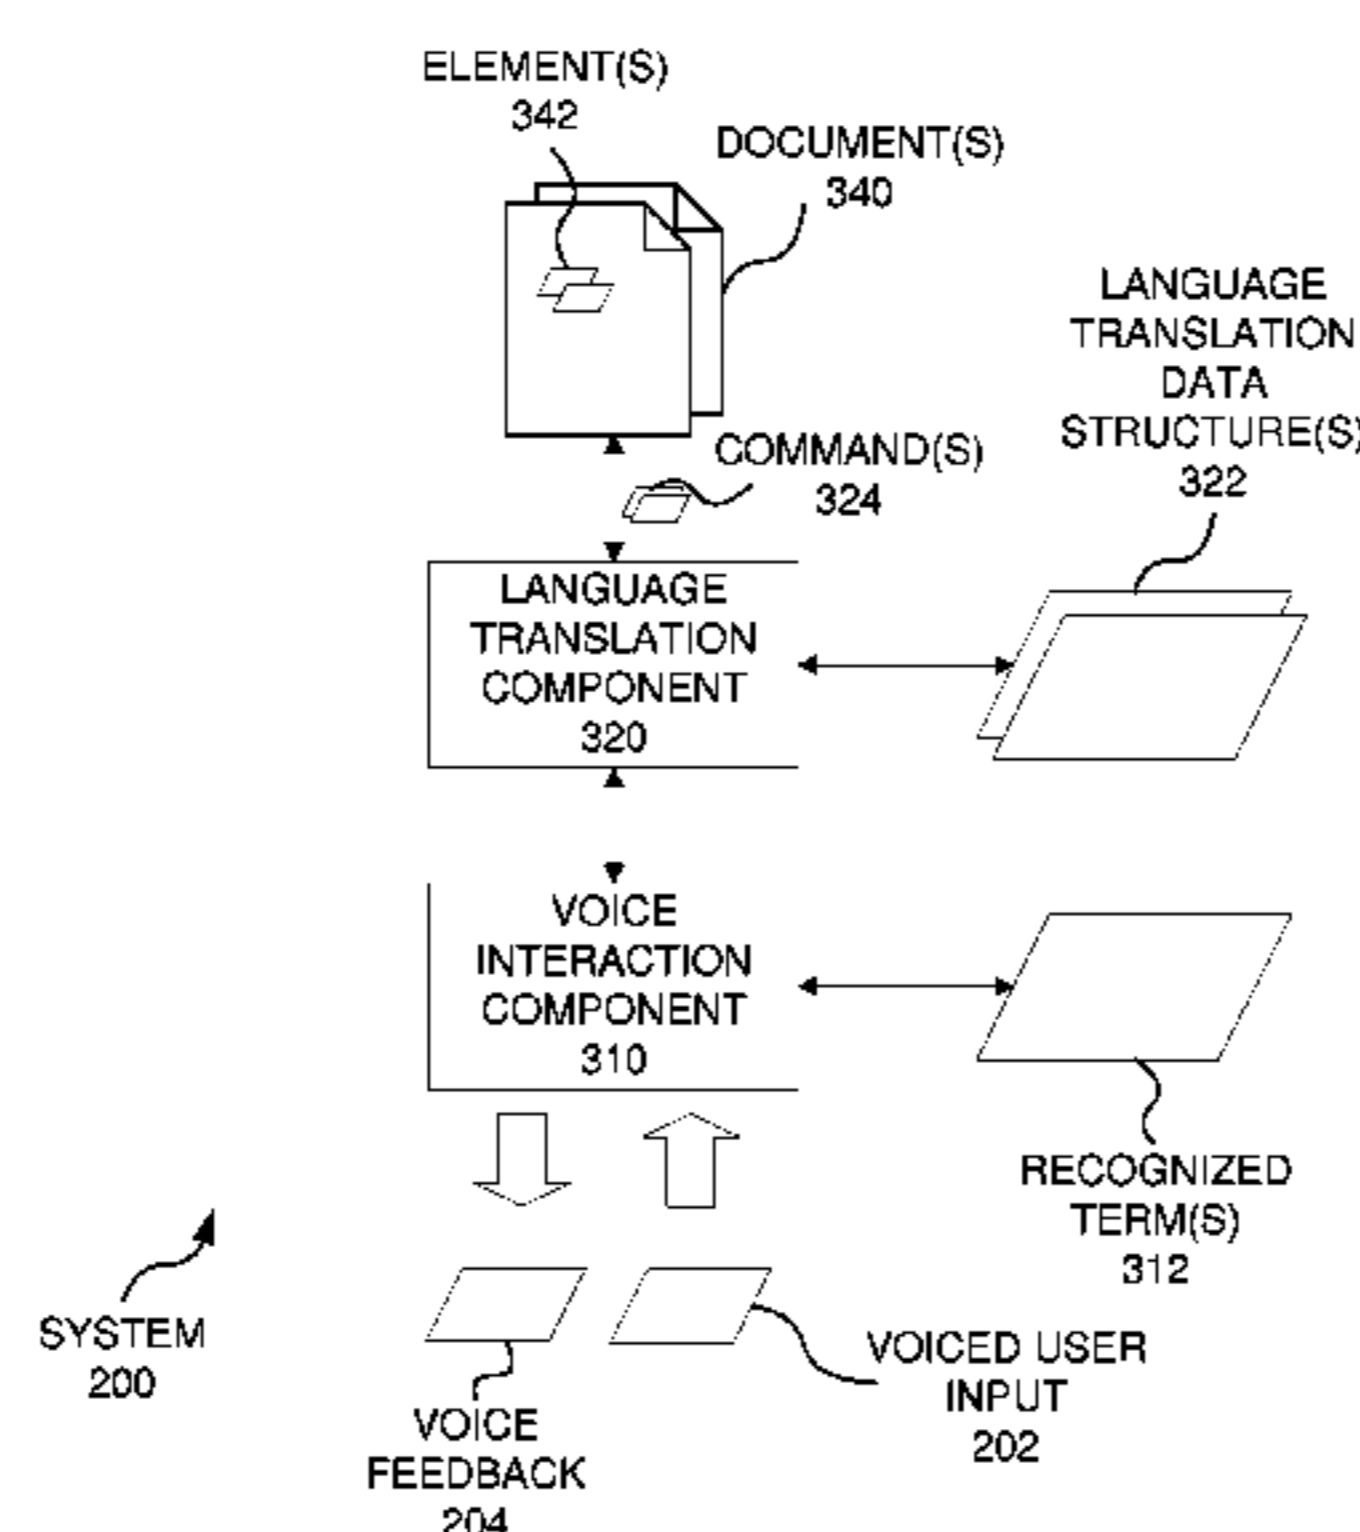 ELEMENT(S)
342
DOCUMENT(S)
340
LANGUAGE
TRANSLATION
DATA
STRUCTURE(S)
322
COMMAND(S)
324
LANGUAGE
TRANSLATION
COMPONENT
320
VOICE
INTERACTION
COMPONENT
310
RECOGNIZED
TERM(S)
312
SYSTEM
200
VOICED USER
INPUT
202
VOICE
FEEDBACK
204